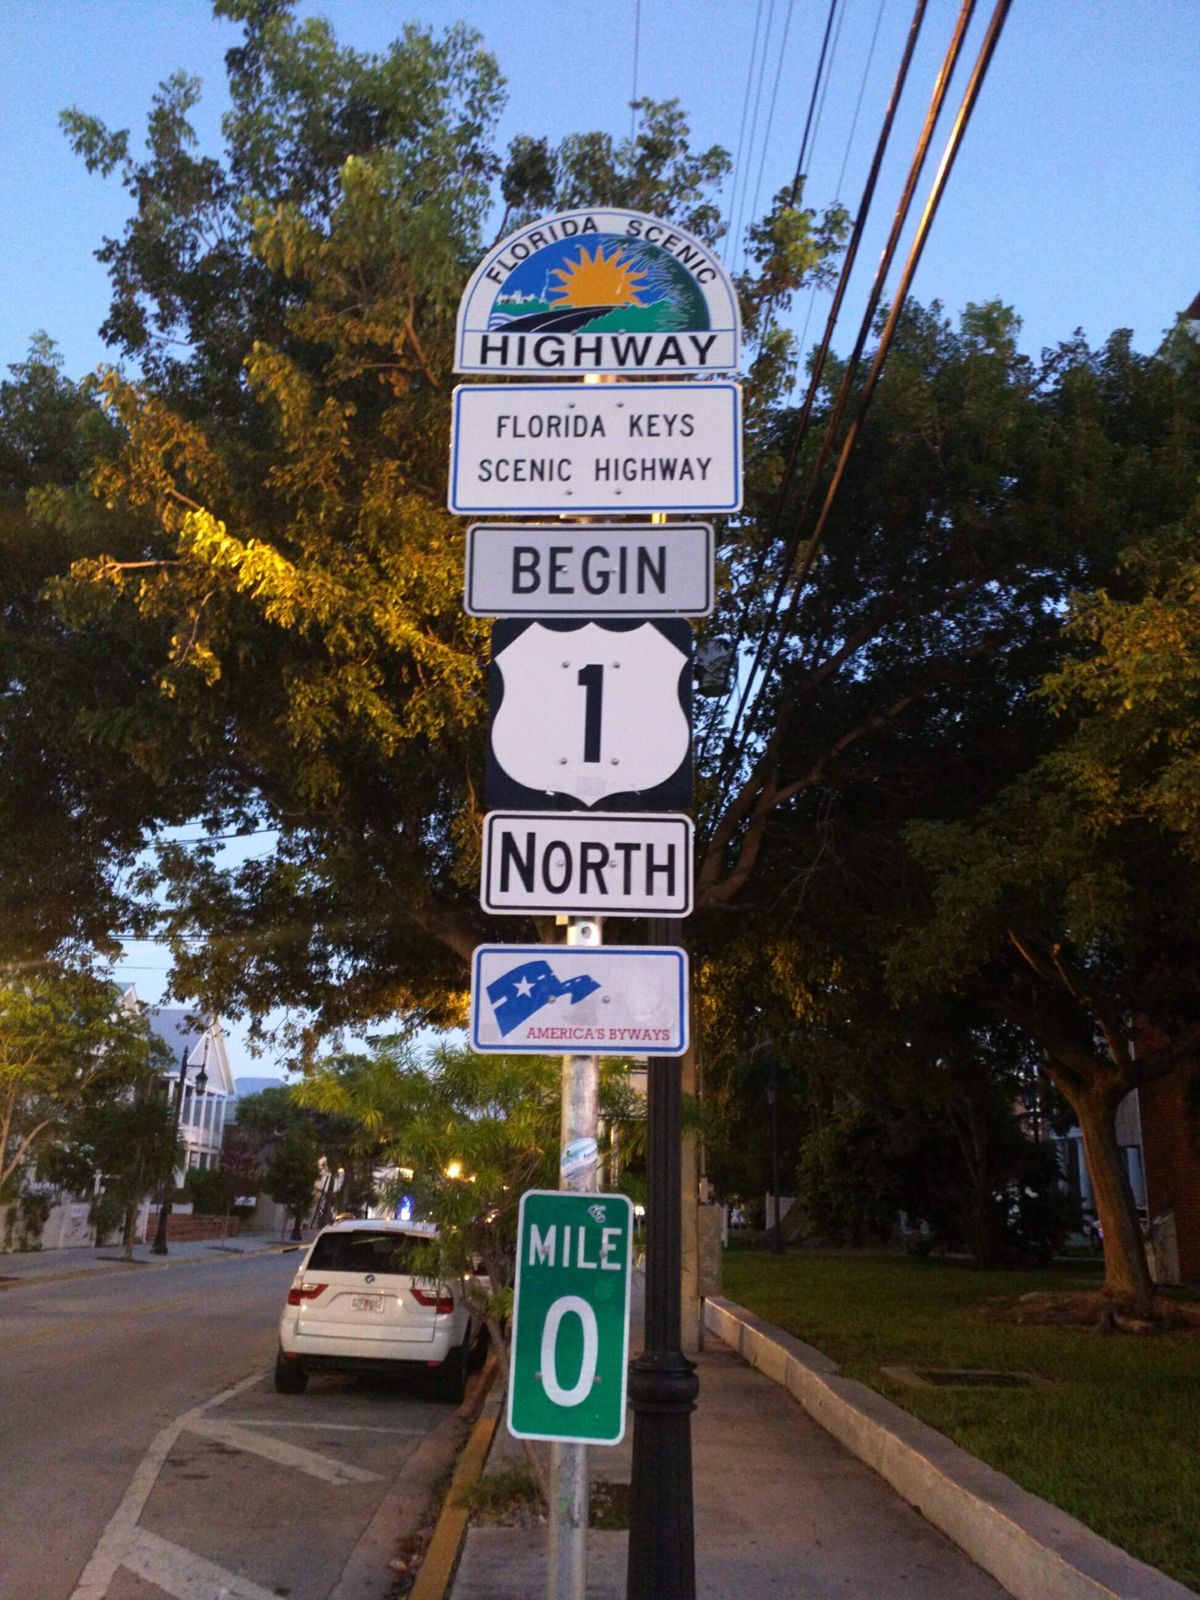 FLORIDA SCENIC
HIGHWAY
FLORIDA KEYS
SCENIC HIGHWAY
BEGIN
1
NORTH
AMERICA'S BYWAYS
MILE
0